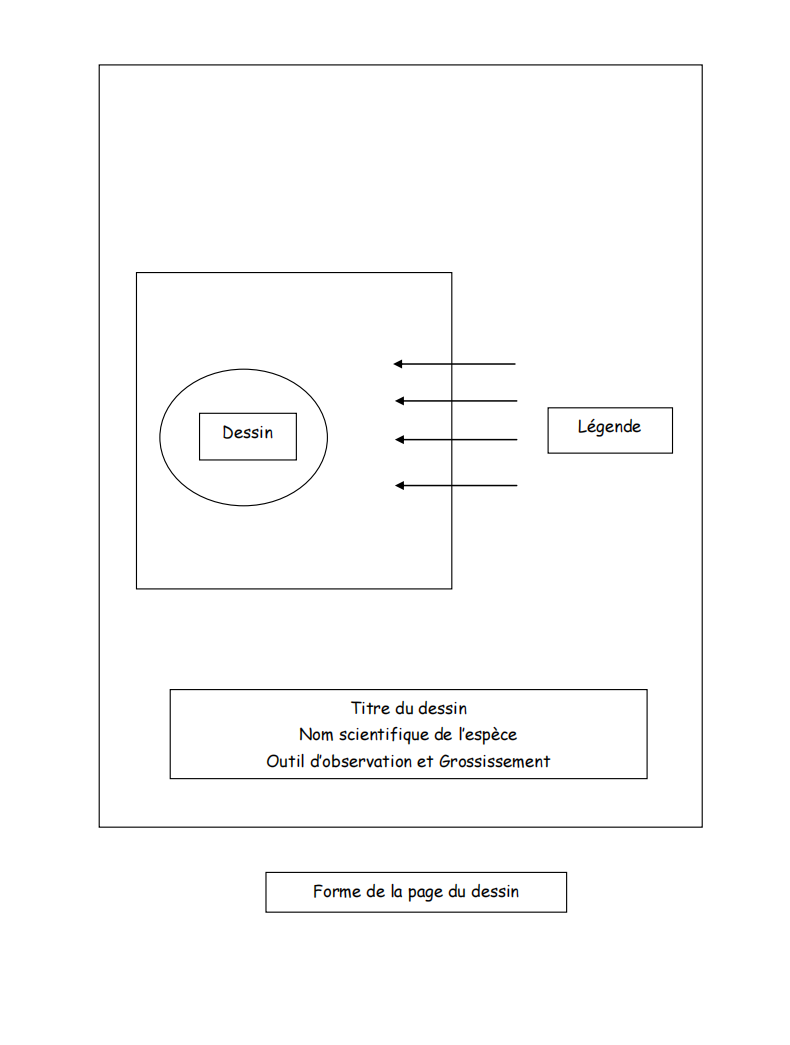 Dessin
Légende
Titre du dessin
Nom scientifique de l'espèce
Outil d'observation et Grossissement
Forme de la page du dessin